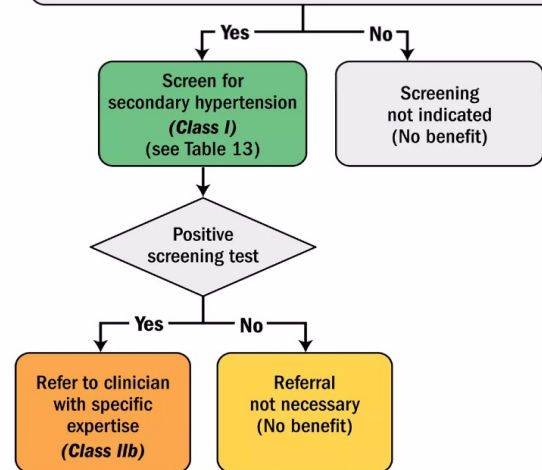 Yes
No
Screen for
secondary hypertension
(Class I)
(see Table 13)
Screening
not indicated
(No benefit)
Positive
screening test
Yes
No
Refer to clinician
with specific
expertise
(Class IIb)
Referral
not necessary
(No benefit)